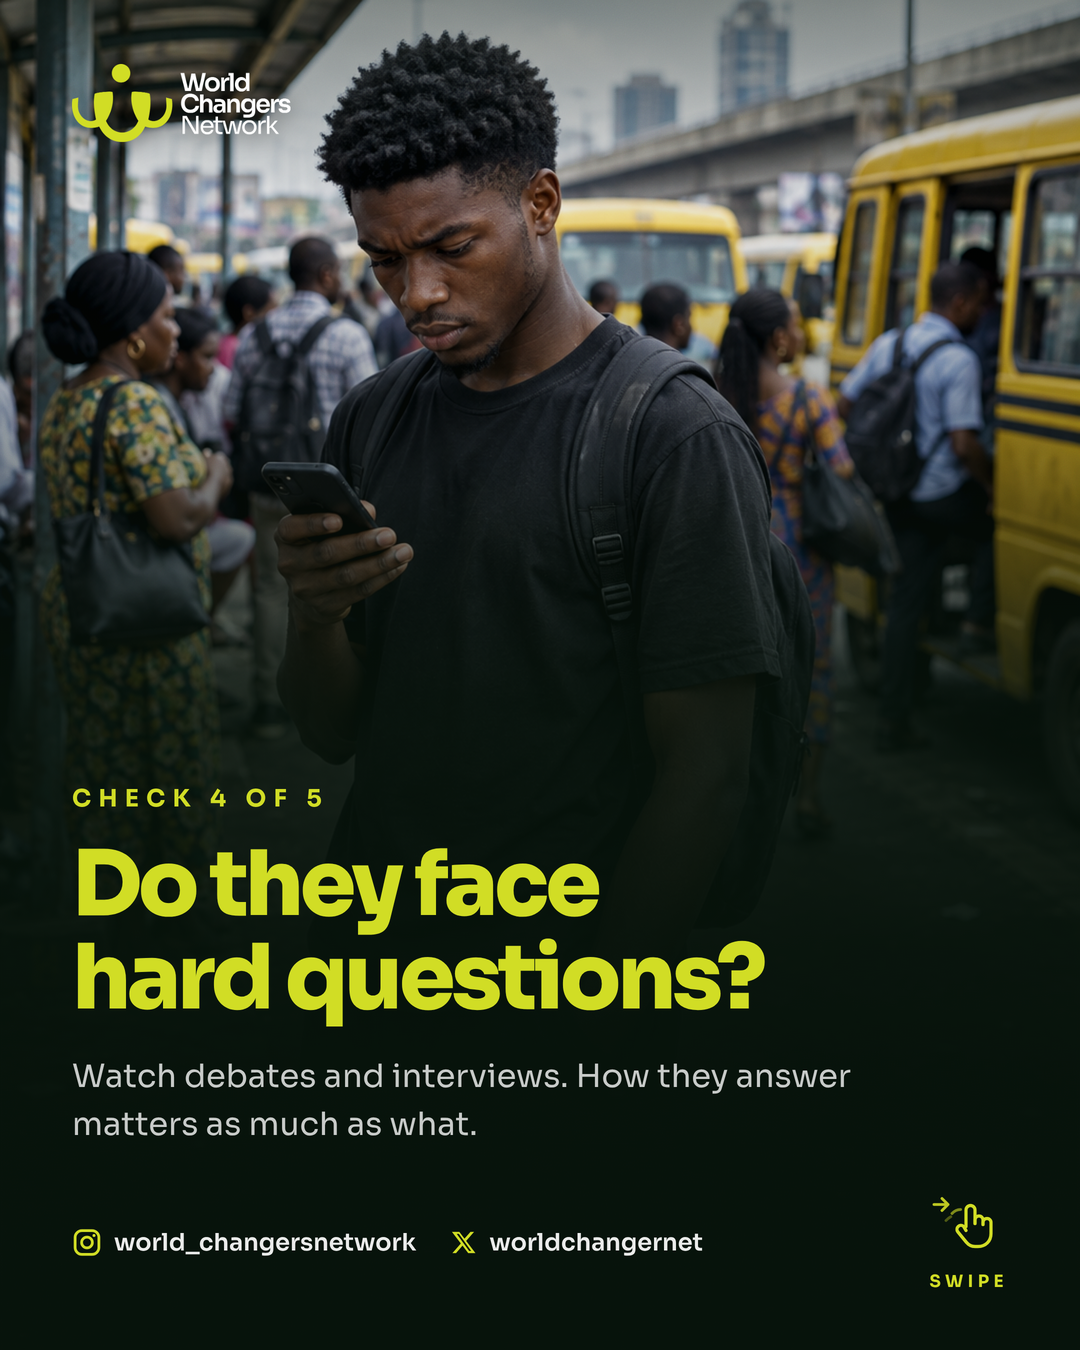 World
Changers
Network
CHECK 4 OF 5
Do they face
hard questions?
Watch debates and interviews. How they answer
matters as much as what.
world_changersnetwork
worldchangernet
SWIPE